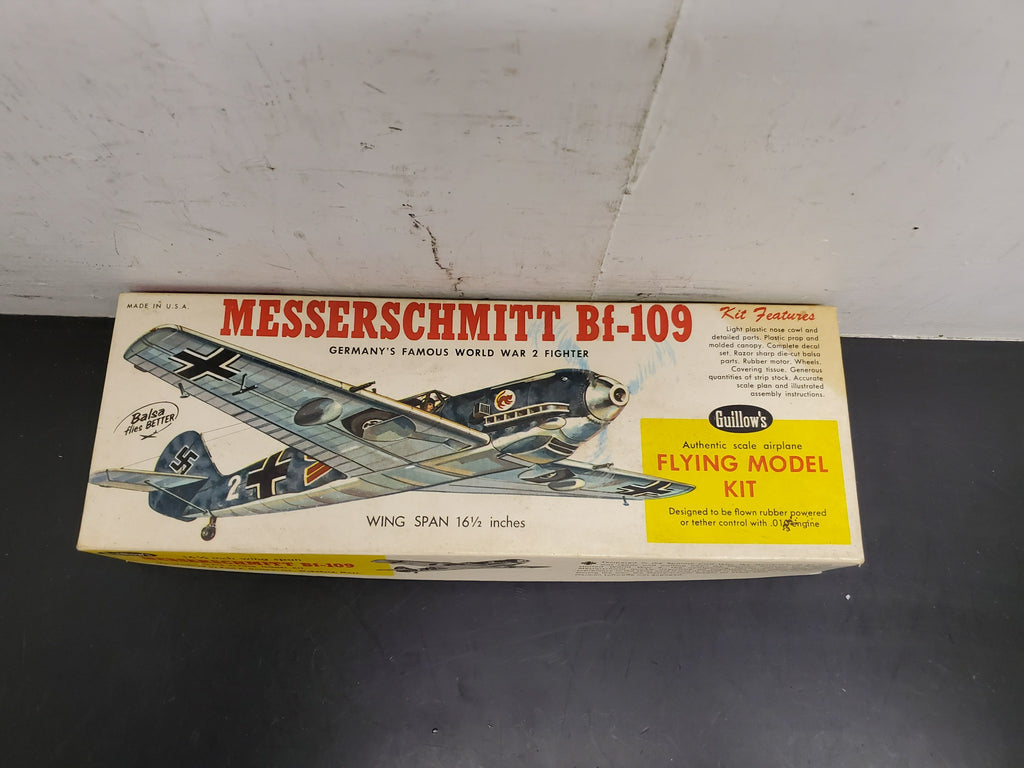 MADE IN U.S.A.
MESSERSCHMITT Bf-109
GERMANY'S FAMOUS WORLD WAR 2 FIGHTER
Kit Features
Light plastic nose cowl and
detailed parts. Plastic prop and
molded canopy. Complete decal
set. Razor sharp die-cut balsa
parts. Rubber motor. Wheels.
Covering tissue. Generous
quantities of strip stock. Accurate
scale plan and illustrated
assembly instructions.
Balsa
flies BETTER
2
WING SPAN 16½ inches
Guillow's
Authentic scale airplane
FLYING MODEL
KIT
Designed to be flown rubber powered
or tether control with engine
MESSERSCHMITT Bf-109